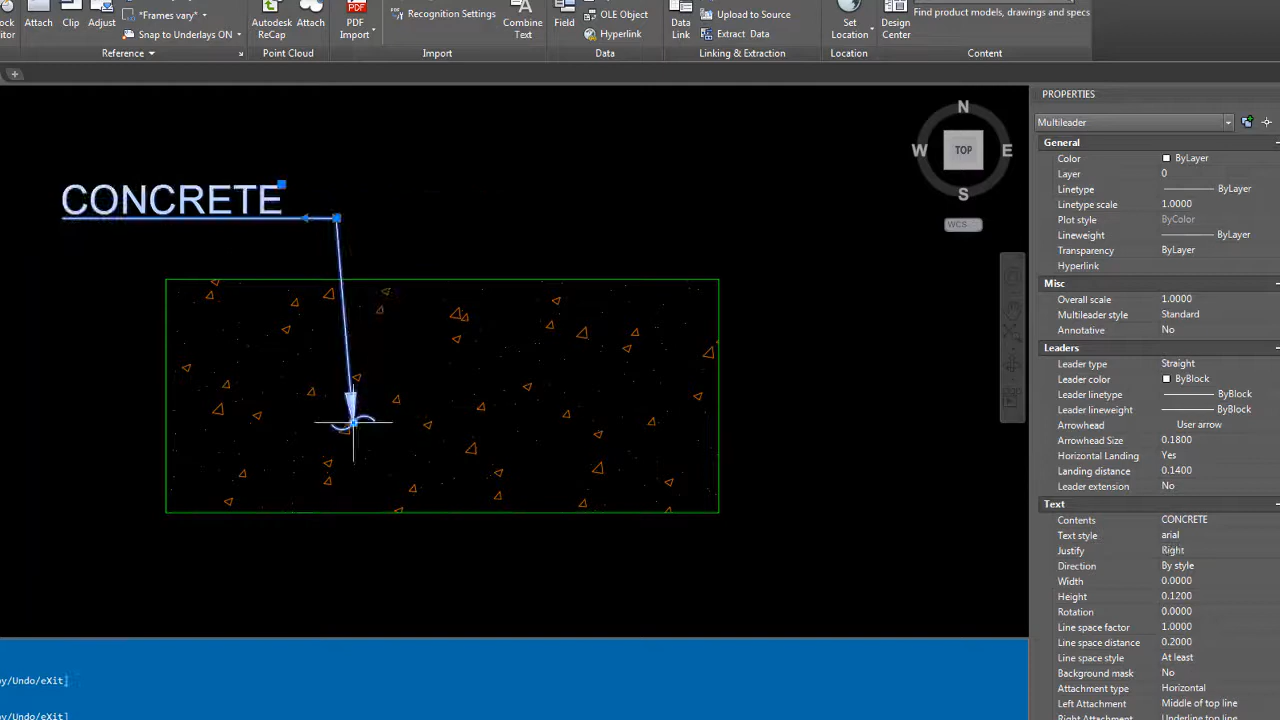 Attach
Clip
Adjust
*Frames vary*
Snap to Underlays ON
Reference
Autodesk
ReCap
Attach
Point Cloud
PDF
PDF
Import
Recognition Settings
Combine
Text
Import
Field
OLE Object
Hyperlink
Data
Data
Link
Upload to Source
Extract Data
Linking & Extraction
Set
Location
Location
Design
Center
Find product models, drawings and specs
Content
CONCRETE
N
W
TOP
E
S
WCS
PROPERTIES
Multileader
General
Color ByLayer
Layer 0
Linetype ByLayer
Linetype scale 1.0000
Plot style ByColor
Lineweight ByLayer
Transparency ByLayer
Hyperlink
Misc
Overall scale 1.0000
Multileader style Standard
Annotative No
Leaders
Leader type Straight
Leader color ByBlock
Leader linetype ByBlock
Leader lineweight ByBlock
Arrowhead User arrow
Arrowhead Size 0.1800
Horizontal Landing Yes
Landing distance 0.1400
Leader extension No
Text
Contents CONCRETE
Text style arial
Justify Right
Direction By style
Width 0.0000
Height 0.1200
Rotation 0.0000
Line space factor 1.0000
Line space distance 0.2000
Line space style At least
Background mask No
Attachment type Horizontal
Left Attachment Middle of top line
Right Attachment Underline top line
py/Undo/eXit]
py/Undo/eXit]